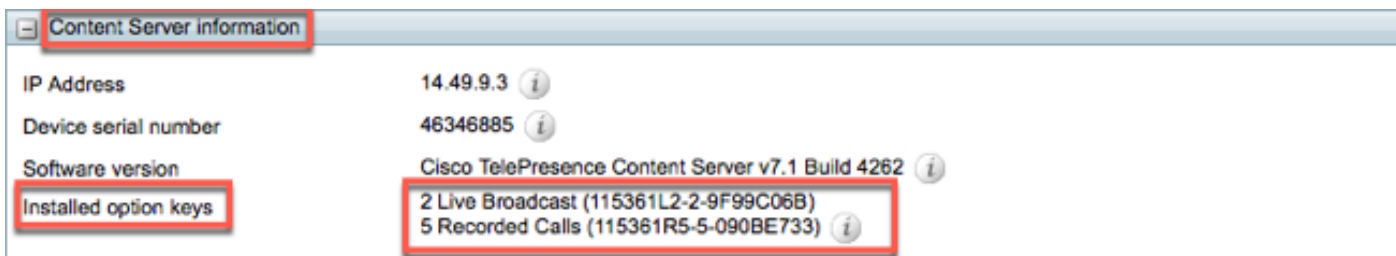 Content Server information
IP Address 14.49.9.3
Device serial number 46346885
Software version Cisco TelePresence Content Server v7.1 Build 4262
Installed option keys 2 Live Broadcast (115361L2-2-9F99C06B)
5 Recorded Calls (115361R5-5-090BE733)